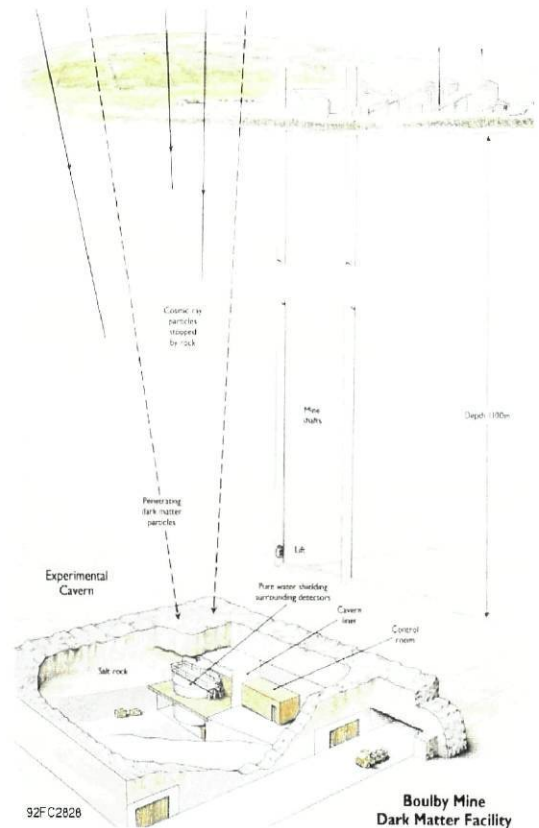 Cosmic ray
particles
stopped
by rock
Mine
shafts
Depth 1100m
Penetrating
dark matter
particles
Lift
Experimental
Cavern
Pure water shielding
surrounding detectors
Cavern
liner
Control
room
Salt rock
92FC2828
Boulby Mine
Dark Matter Facility